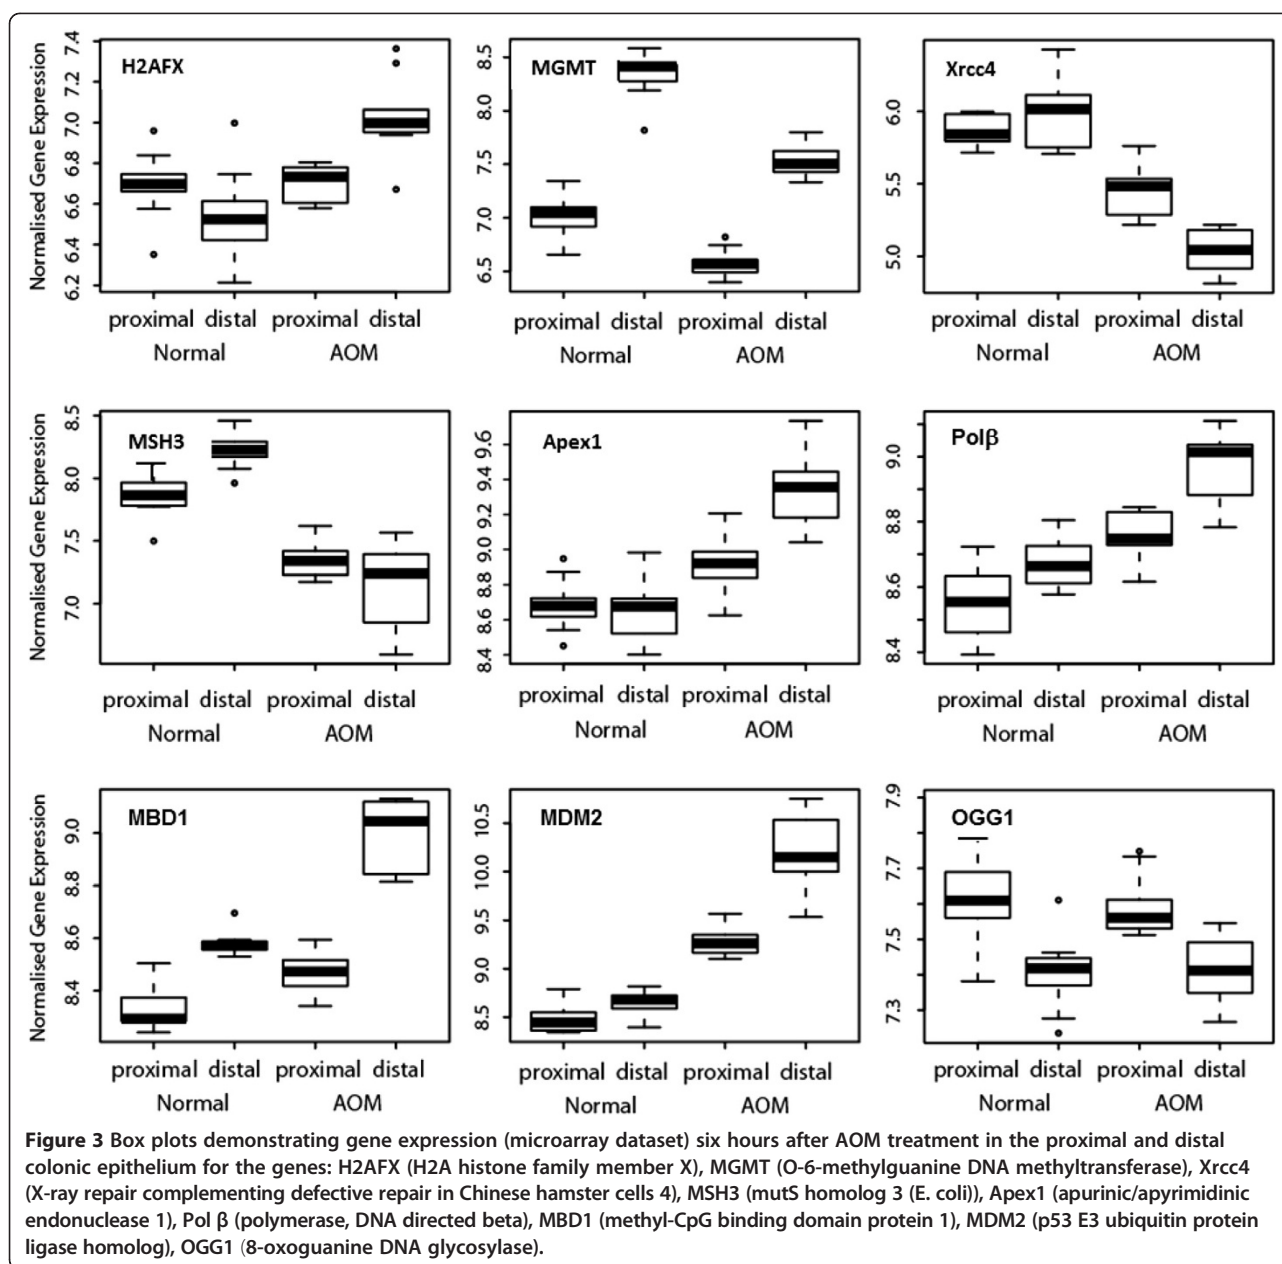 Normalised Gene Expression
7.4
7.2
7.0
6.8
6.6
6.4
6.2
H2AFX
proximal distal proximal distal
Normal AOM
8.5
8.0
7.5
7.0
6.5
MGMT
proximal distal proximal distal
Normal AOM
6.0
5.5
5.0
Xrcc4
proximal distal proximal distal
Normal AOM
Normalised Gene Expression
8.5
8.0
7.5
7.0
MSH3
proximal distal proximal distal
Normal AOM
9.6
9.4
9.2
9.0
8.8
8.6
8.4
Apex1
proximal distal proximal distal
Normal AOM
9.0
8.8
8.6
8.4
Polβ
proximal distal proximal distal
Normal AOM
Normalised Gene Expression
9.0
8.8
8.6
8.4
MBD1
proximal distal proximal distal
Normal AOM
10.5
10.0
9.5
9.0
8.5
MDM2
proximal distal proximal distal
Normal AOM
7.9
7.7
7.5
7.3
OGG1
proximal distal proximal distal
Normal AOM
Figure 3 Box plots demonstrating gene expression (microarray dataset) six hours after AOM treatment in the proximal and distal
colonic epithelium for the genes: H2AFX (H2A histone family member X), MGMT (O-6-methylguanine DNA methyltransferase), Xrcc4
(X-ray repair complementing defective repair in Chinese hamster cells 4), MSH3 (mutS homolog 3 (E. coli)), Apex1 (apurinic/apyrimidinic
endonuclease 1), Pol β (polymerase, DNA directed beta), MBD1 (methyl-CpG binding domain protein 1), MDM2 (p53 E3 ubiquitin protein
ligase homolog), OGG1 (8-oxoguanine DNA glycosylase).